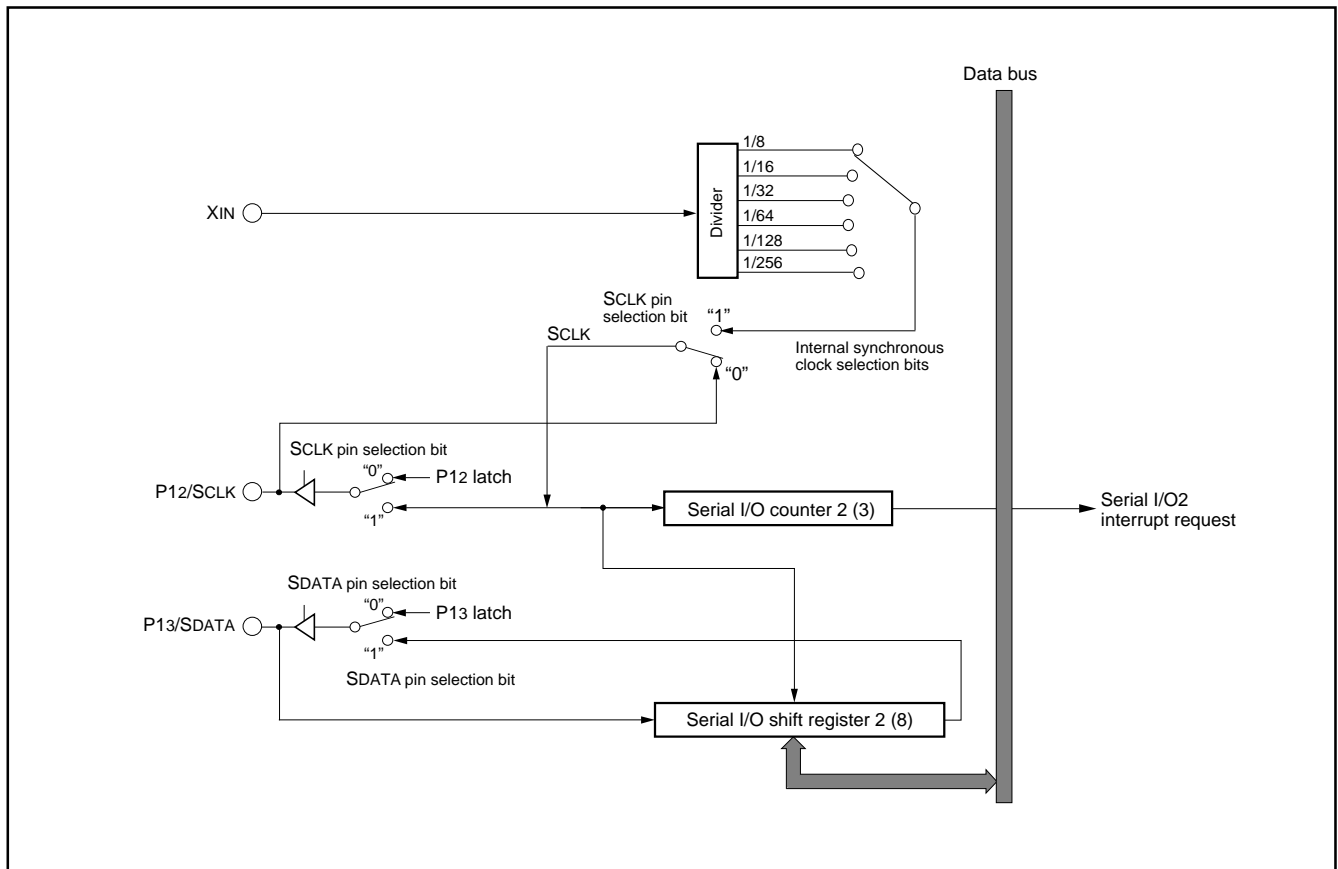 Data bus
1/8
1/16
1/32
1/64
1/128
1/256
Divider
XIN
SCLK pin
selection bit
“1”
SCLK
Internal synchronous
clock selection bits
“0”
SCLK pin selection bit
“0”
P12 latch
P12/SCLK
“1”
Serial I/O counter 2 (3)
Serial I/O2
interrupt request
SDATA pin selection bit
“0”
P13 latch
P13/SDATA
“1”
SDATA pin selection bit
Serial I/O shift register 2 (8)